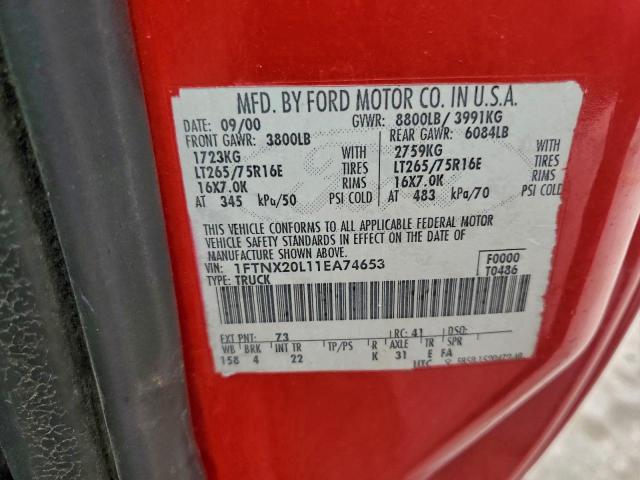 MFD. BY FORD MOTOR CO. IN U.S.A.
DATE: 09/00 GVWR: 8800LB/ 3991KG
FRONT GAWR: 3800LB REAR GAWR: 6084LB
1723KG WITH 2759KG WITH
LT265/75R16E TIRES LT265/75R16E TIRES
16X7.0K RIMS 16X7.0K RIMS
AT 345 kPa/50 PSI COLD AT 483 kPa/70 PSI COLD
THIS VEHICLE CONFORMS TO ALL APPLICABLE FEDERAL MOTOR
VEHICLE SAFETY STANDARDS IN EFFECT ON THE DATE OF
MANUFACTURE SHOWN ABOVE.
VIN: 1FTNX20L11EA74653 F0000
TYPE: TRUCK T0486
EXT PNT: 73 RC: 41 DSO:
WB BRK INT TR TP/PS R AXLE TR SPR
158 4 22 K 31 E FA
UTC